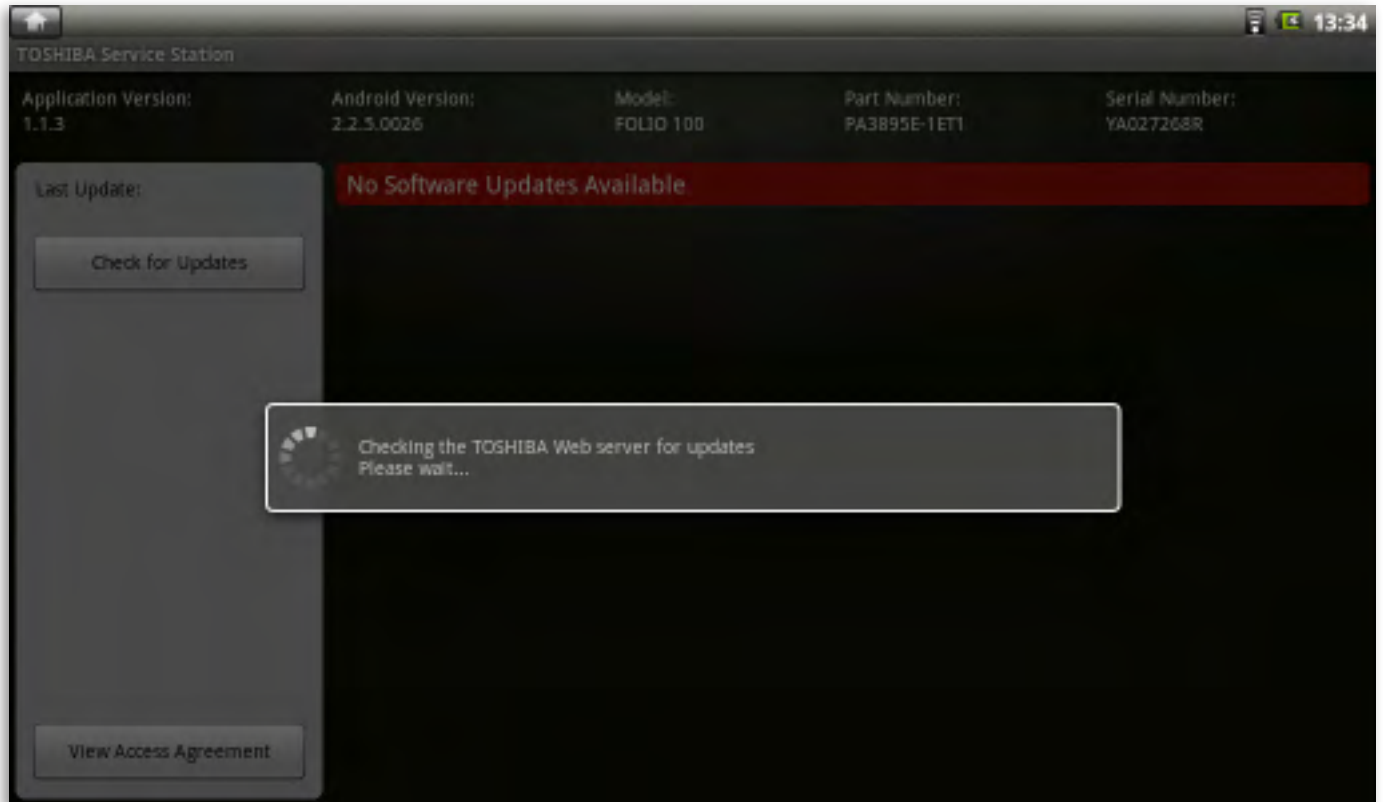 13:34
TOSHIBA Service Station
Application Version:
1.1.3
Android Version:
2.2.5.0026
Model:
FOLIO 100
Part Number:
PA3895E-1ET1
Serial Number:
YA027268R
Last Update:
No Software Updates Available
Check for Updates
Checking the TOSHIBA Web server for updates
Please wait...
View Access Agreement